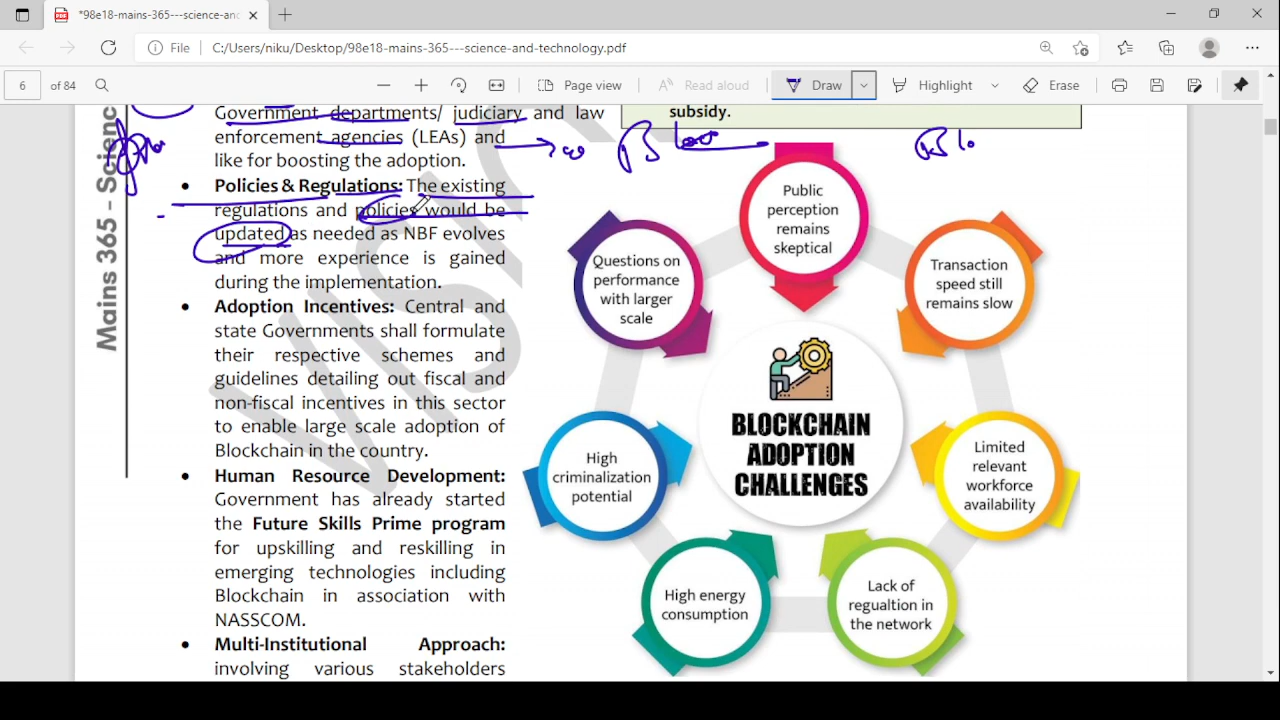 *98e18-mains-365---science-and
File
C:/Users/niku/Desktop/98e18-mains-365---science-and-technology.pdf
6 of 84
Page view
Read aloud
Draw
Highlight
Erase
Mains 365 – Scienc
Government departments/ judiciary and law
enforcement agencies (LEAs) and
like for boosting the adoption.
• Policies & Regulations: The existing
regulations and policies would be
updated as needed as NBF evolves
and more experience is gained
during the implementation.
• Adoption Incentives: Central and
state Governments shall formulate
their respective schemes and
guidelines detailing out fiscal and
non-fiscal incentives in this sector
to enable large scale adoption of
Blockchain in the country.
• Human Resource Development:
Government has already started
the Future Skills Prime program
for upskilling and reskilling in
emerging technologies including
Blockchain in association with
NASSCOM.
• Multi-Institutional Approach:
involving various stakeholders
subsidy.
Public
perception
remains
skeptical
Transaction
speed still
remains slow
Limited
relevant
workforce
availability
Lack of
regualtion in
the network
High energy
consumption
High
criminalization
potential
Questions on
performance
with larger
scale
BLOCKCHAIN
ADOPTION
CHALLENGES